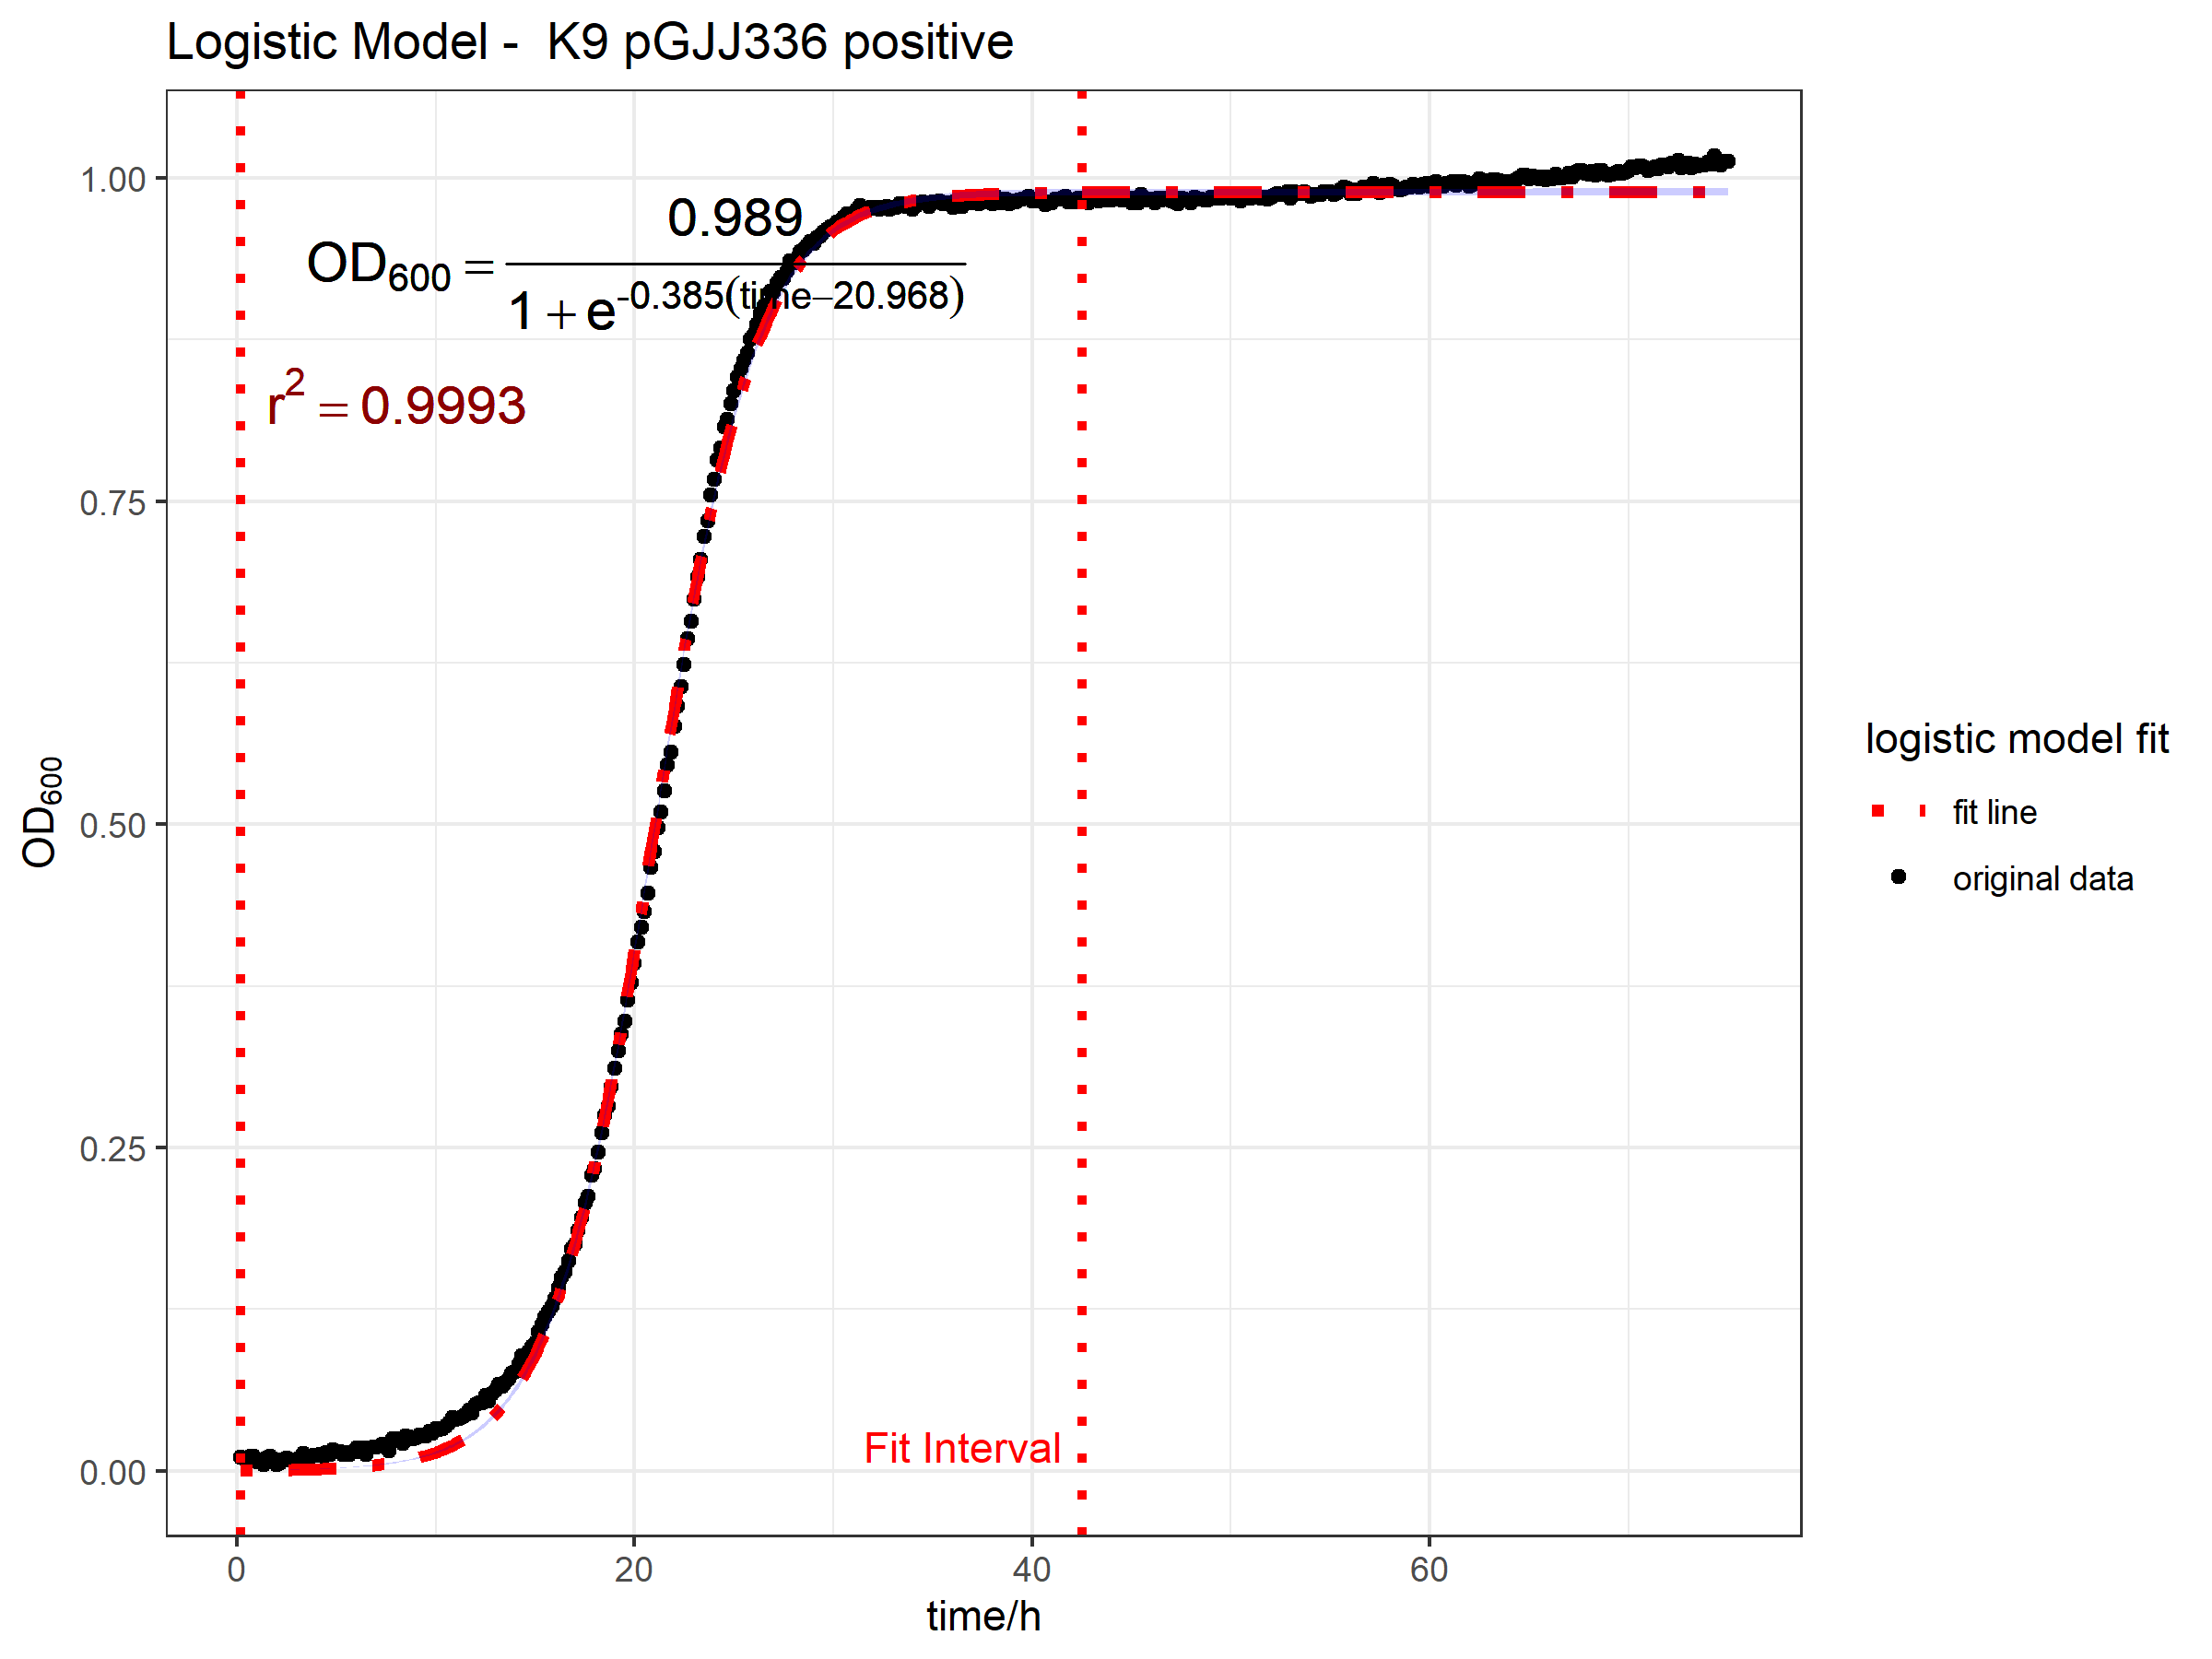 Logistic Model -  K9 pGJJ336 positive
1.00
0.75
0.50
0.25
0.00
OD600
OD600 = 0.989 / 1 + e^-0.385(time−20.968)
r^2 = 0.9993
Fit Interval
0 20 40 60
time/h
logistic model fit
fit line
original data